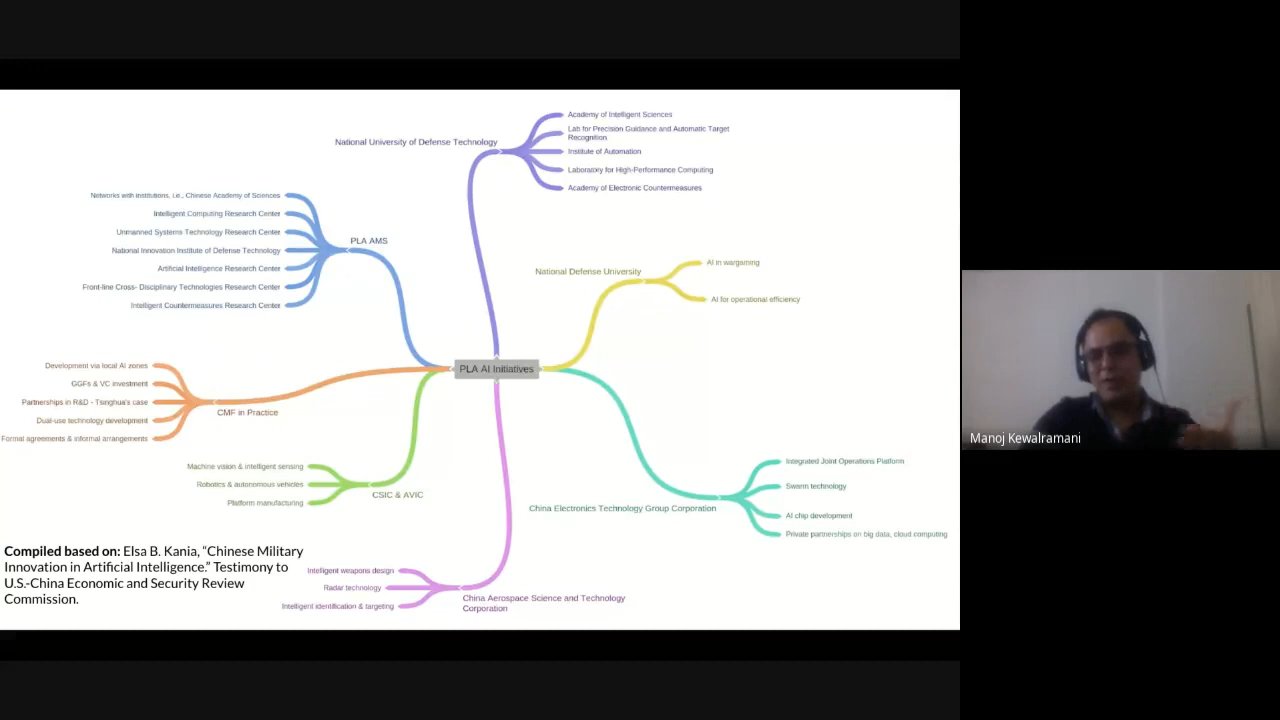 National University of Defense Technology
Academy of Intelligent Sciences
Lab for Precision Guidance and Automatic Target
Recognition
Institute of Automation
Laboratory for High-Performance Computing
Academy of Electronic Countermeasures
PLA AMS
Networks with institutions, i.e., Chinese Academy of Sciences
Intelligent Computing Research Center
Unmanned Systems Technology Research Center
National Innovation Institute of Defense Technology
Artificial Intelligence Research Center
Front-line Cross- Disciplinary Technologies Research Center
Intelligent Countermeasures Research Center
National Defense University
AI in wargaming
AI for operational efficiency
PLA AI Initiatives
Development via local AI zones
GGFs & VC investment
Partnerships in R&D - Tsinghua's case
Dual-use technology development
Formal agreements & informal arrangements
CMF in Practice
Machine vision & intelligent sensing
Robotics & autonomous vehicles
Platform manufacturing
CSIC & AVIC
China Electronics Technology Group Corporation
Integrated Joint Operations Platform
Swarm technology
AI chip development
Private partnerships on big data, cloud computing
Compiled based on: Elsa B. Kania, “Chinese Military
Innovation in Artificial Intelligence.” Testimony to
U.S.-China Economic and Security Review
Commission.
Intelligent weapons design
Radar technology
Intelligent identification & targeting
China Aerospace Science and Technology
Corporation
Manoj Kewalramani